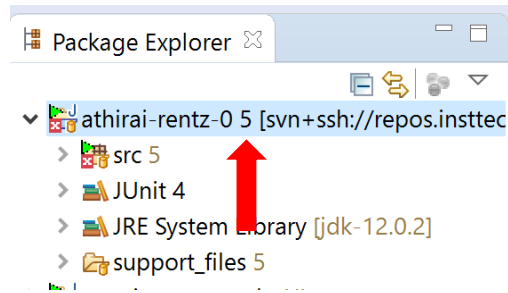 Package Explorer
athirai-rentz-0 5 [svn+ssh://repos.insttec
src 5
JUnit 4
JRE System Library [jdk-12.0.2]
support_files 5